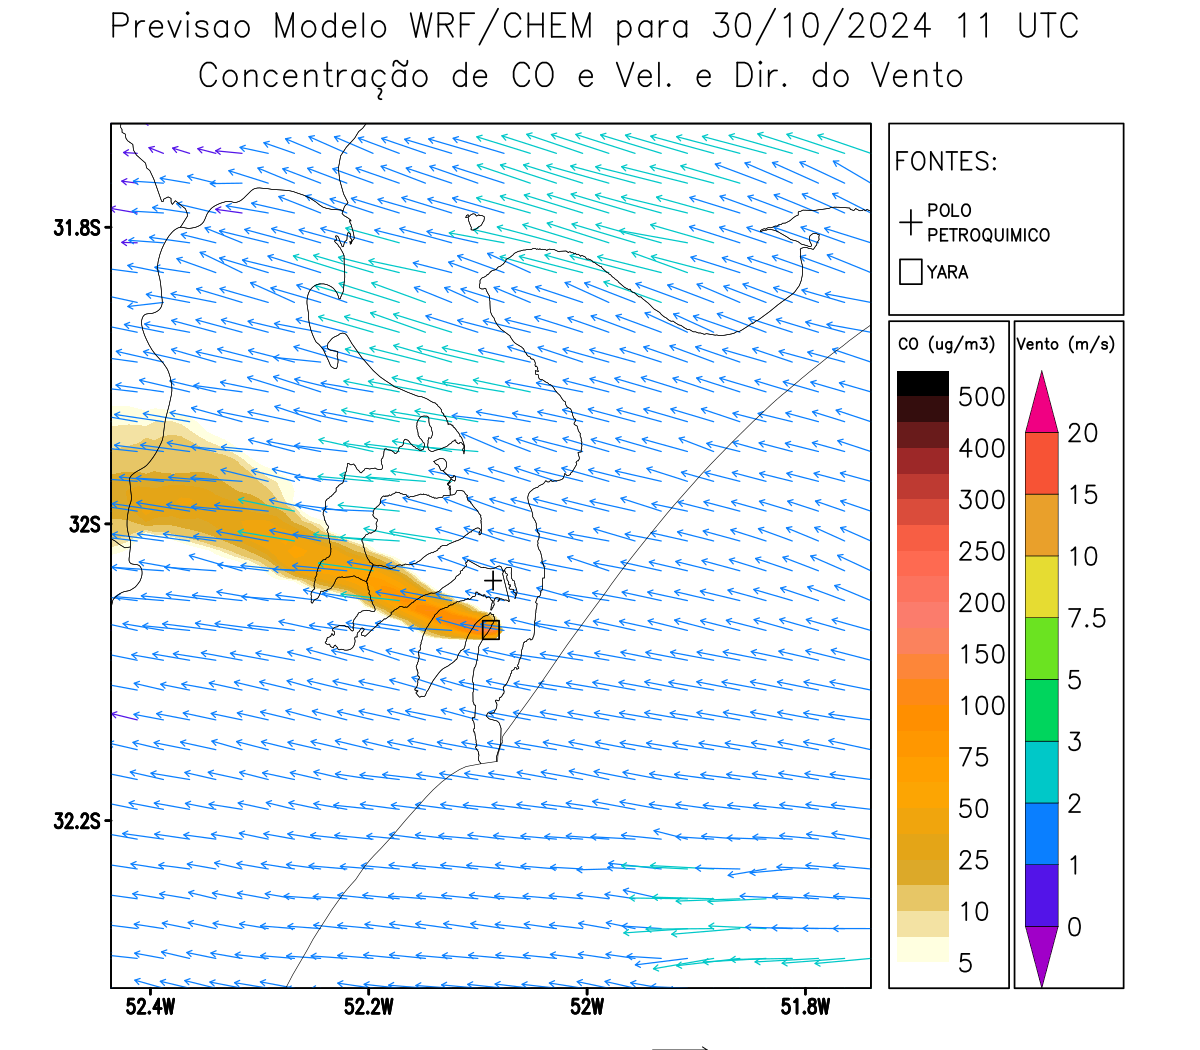 Previsao Modelo WRF/CHEM para 30/10/2024 11 UTC
Concentração de CO e Vel. e Dir. do Vento
FONTES:
POLO
PETROQUIMICO
YARA
CO (ug/m3)
500
400
300
250
200
150
100
75
50
25
10
5
Vento (m/s)
20
15
10
7.5
5
3
2
1
0
31.8S
32S
32.2S
52.4W
52.2W
52W
51.8W